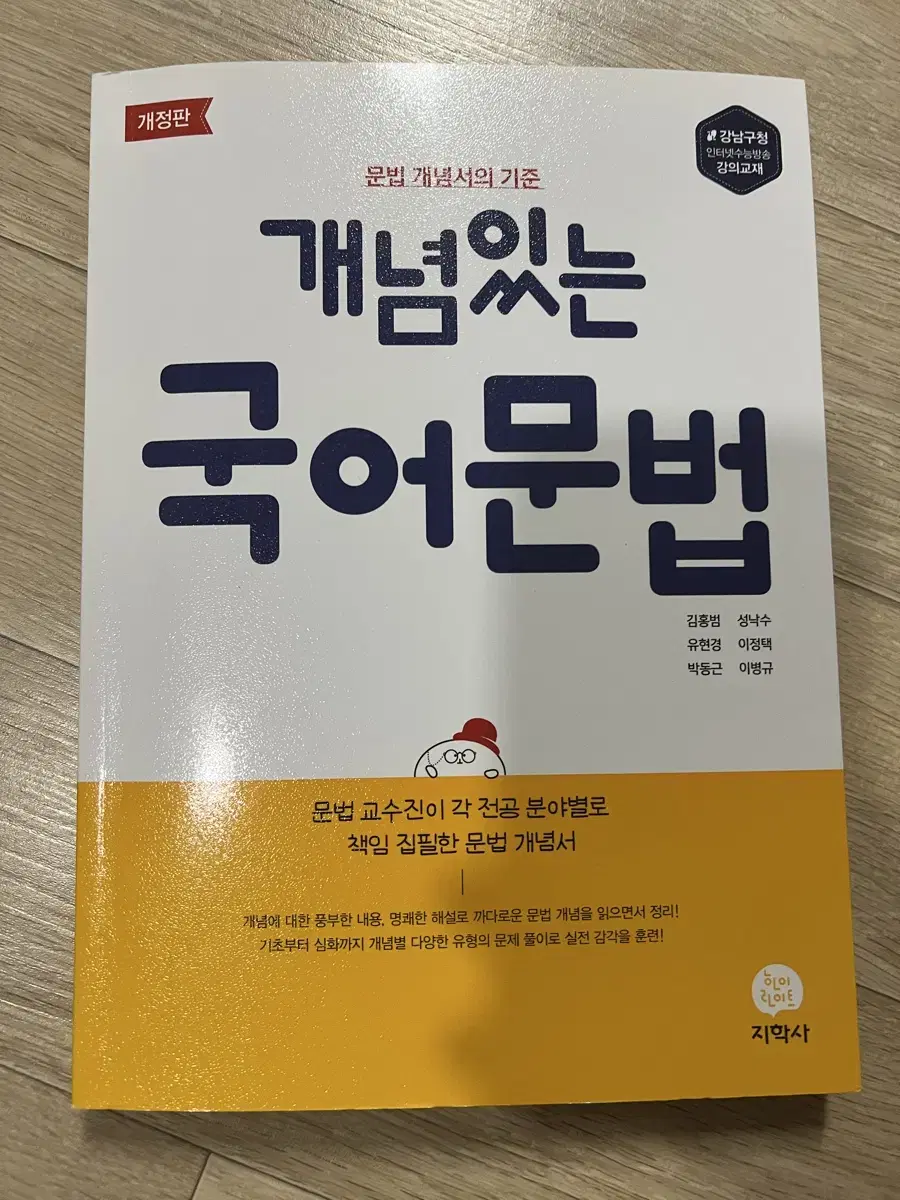 개정판
강남구청
인터넷수능방송
강의교재
문법 개념서의 기준
개념있는
국어문법
김홍범 성낙수
유현경 이정택
박동근 이병규
문법 교수진이 각 전공 분야별로
책임 집필한 문법 개념서
개념에 대한 풍부한 내용, 명쾌한 해설로 까다로운 문법 개념을 읽으면서 정리!
기초부터 심화까지 개념별 다양한 유형의 문제 풀이로 실전 감각을 훈련!
하이
라이트
지학사